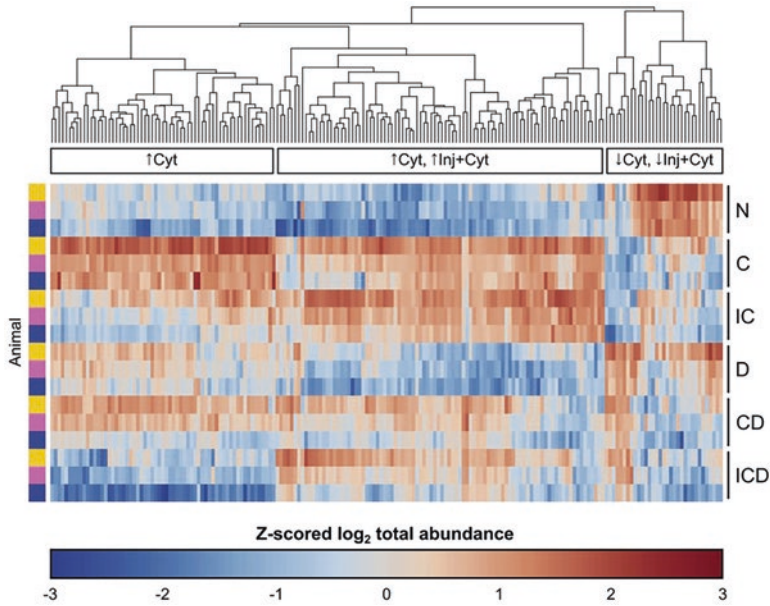 ↑Cyt
↑Cyt, ↑Inj+Cyt
↓Cyt, ↓Inj+Cyt
N
C
IC
D
CD
ICD
Animal
Z-scored log₂ total abundance
-3 -2 -1 0 1 2 3